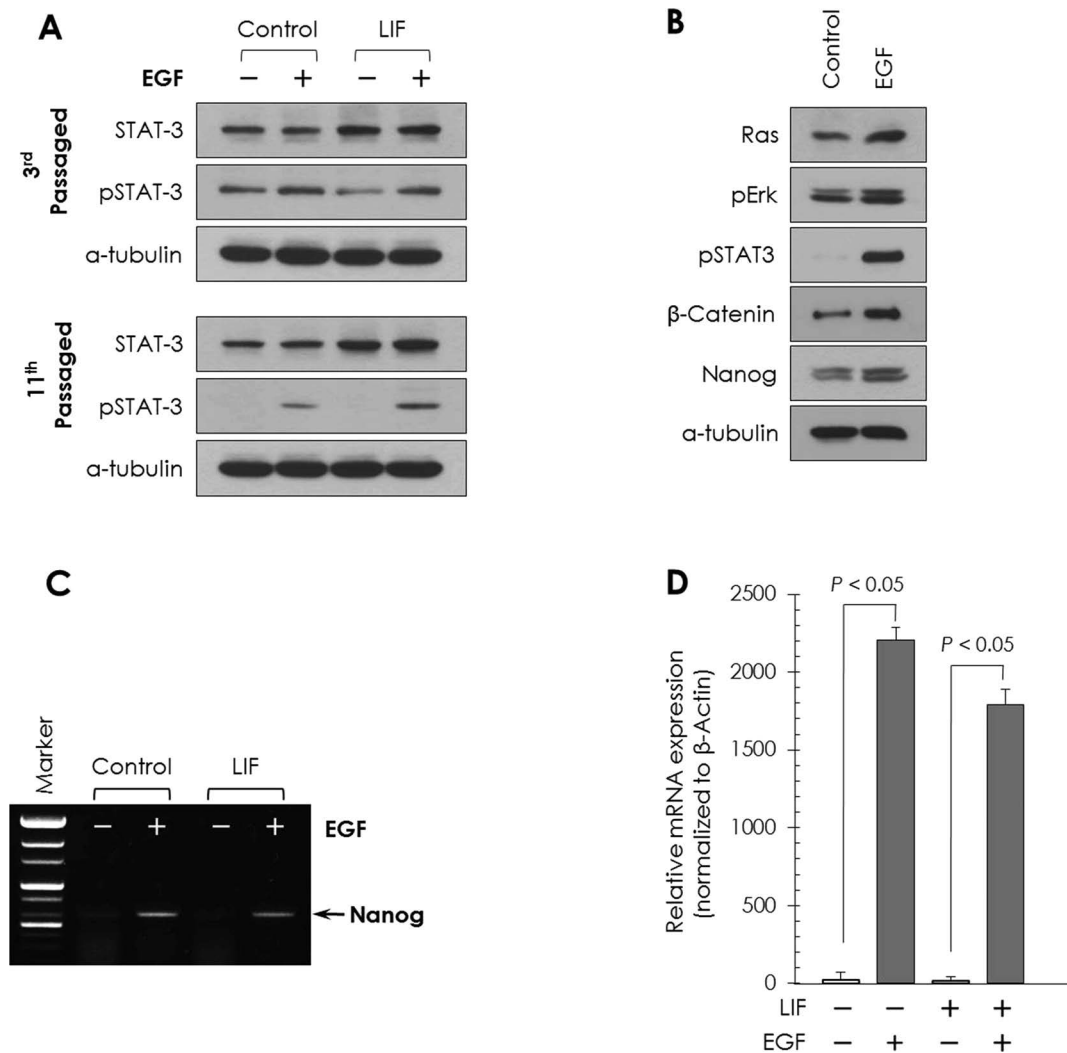 A
Control LIF
EGF − + − +
3rd Passaged
STAT-3
pSTAT-3
α-tubulin
11th Passaged
STAT-3
pSTAT-3
α-tubulin
B
Control EGF
Ras
pErk
pSTAT3
β-Catenin
Nanog
α-tubulin
C
Marker
Control LIF
− + − + EGF
Nanog
D
Relative mRNA expression
(normalized to β-Actin)
P < 0.05
P < 0.05
2500
2000
1500
1000
500
0
LIF − − + +
EGF − + − +